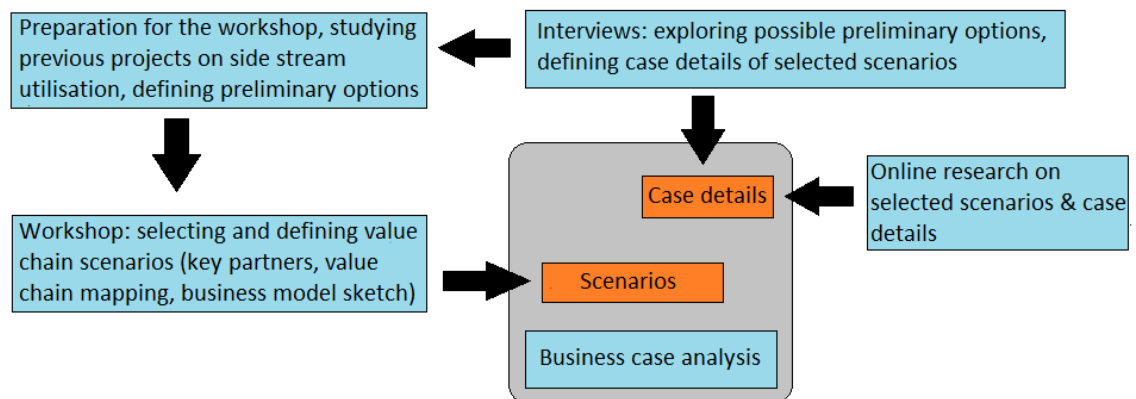 Preparation for the workshop, studying
previous projects on side stream
utilisation, defining preliminary options
Interviews: exploring possible preliminary options,
defining case details of selected scenarios
Case details
Online research on
selected scenarios & case
details
Workshop: selecting and defining value
chain scenarios (key partners, value
chain mapping, business model sketch)
Scenarios
Business case analysis